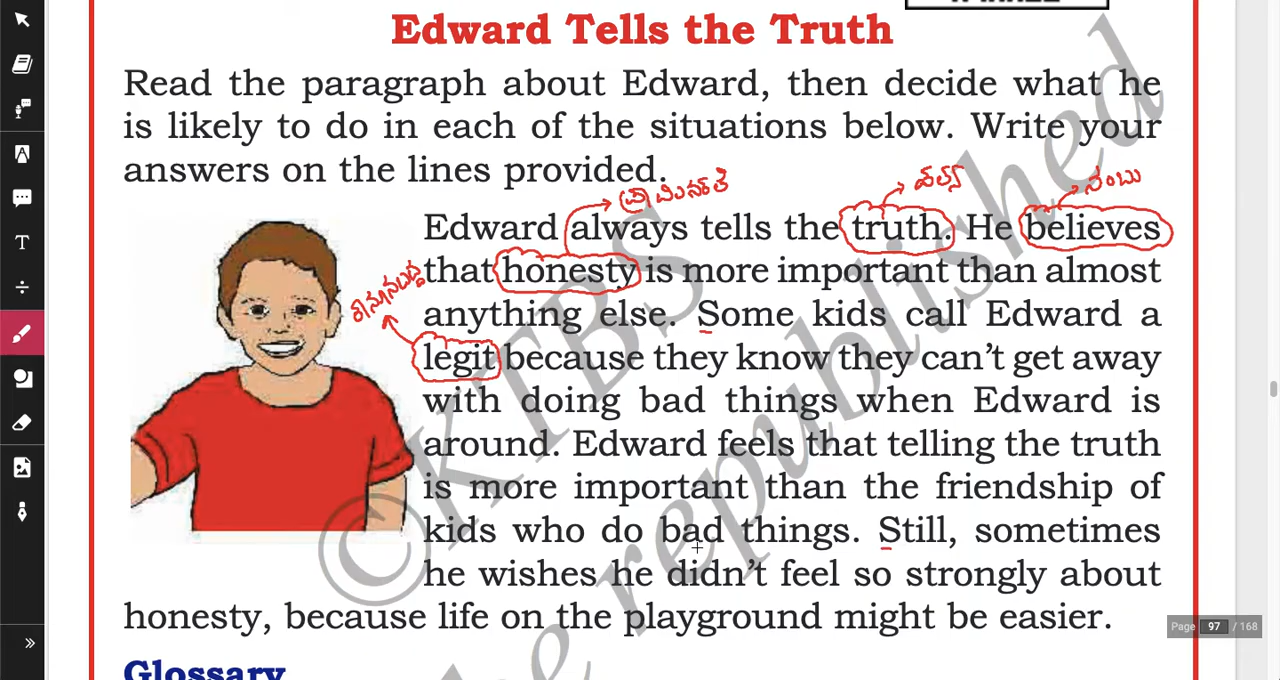 Edward Tells the Truth
Read the paragraph about Edward, then decide what he
is likely to do in each of the situations below. Write your
answers on the lines provided.
ನಂಬು
Edward always tells the truth. He believes
that honesty is more important than almost
anything else. Some kids call Edward a
legit because they know they can't get away
with doing bad things when Edward is
around. Edward feels that telling the truth
is more important than the friendship of
kids who do bad things. Still, sometimes
he wishes he didn't feel so strongly about
honesty, because life on the playground might be easier.
Glossary
©KTBS
republished
Page 97 / 168